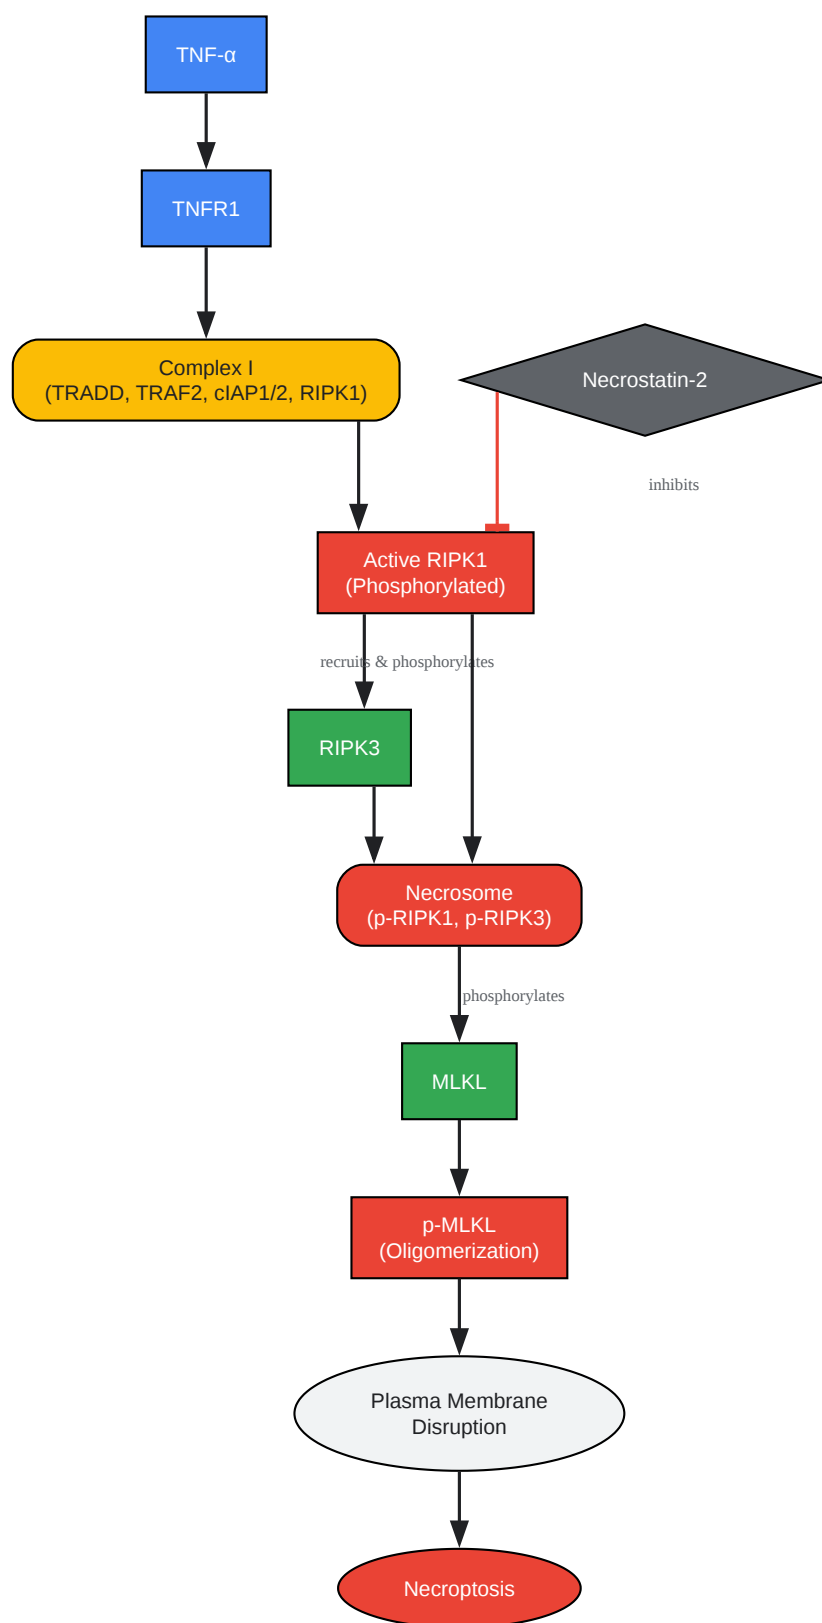 TNF-α
TNFR1
Complex I
(TRADD, TRAF2, cIAP1/2, RIPK1)
Necrostatin-2
inhibits
Active RIPK1
(Phosphorylated)
recruits & phosphorylates
RIPK3
Necrosome
(p-RIPK1, p-RIPK3)
phosphorylates
MLKL
p-MLKL
(Oligomerization)
Plasma Membrane
Disruption
Necroptosis